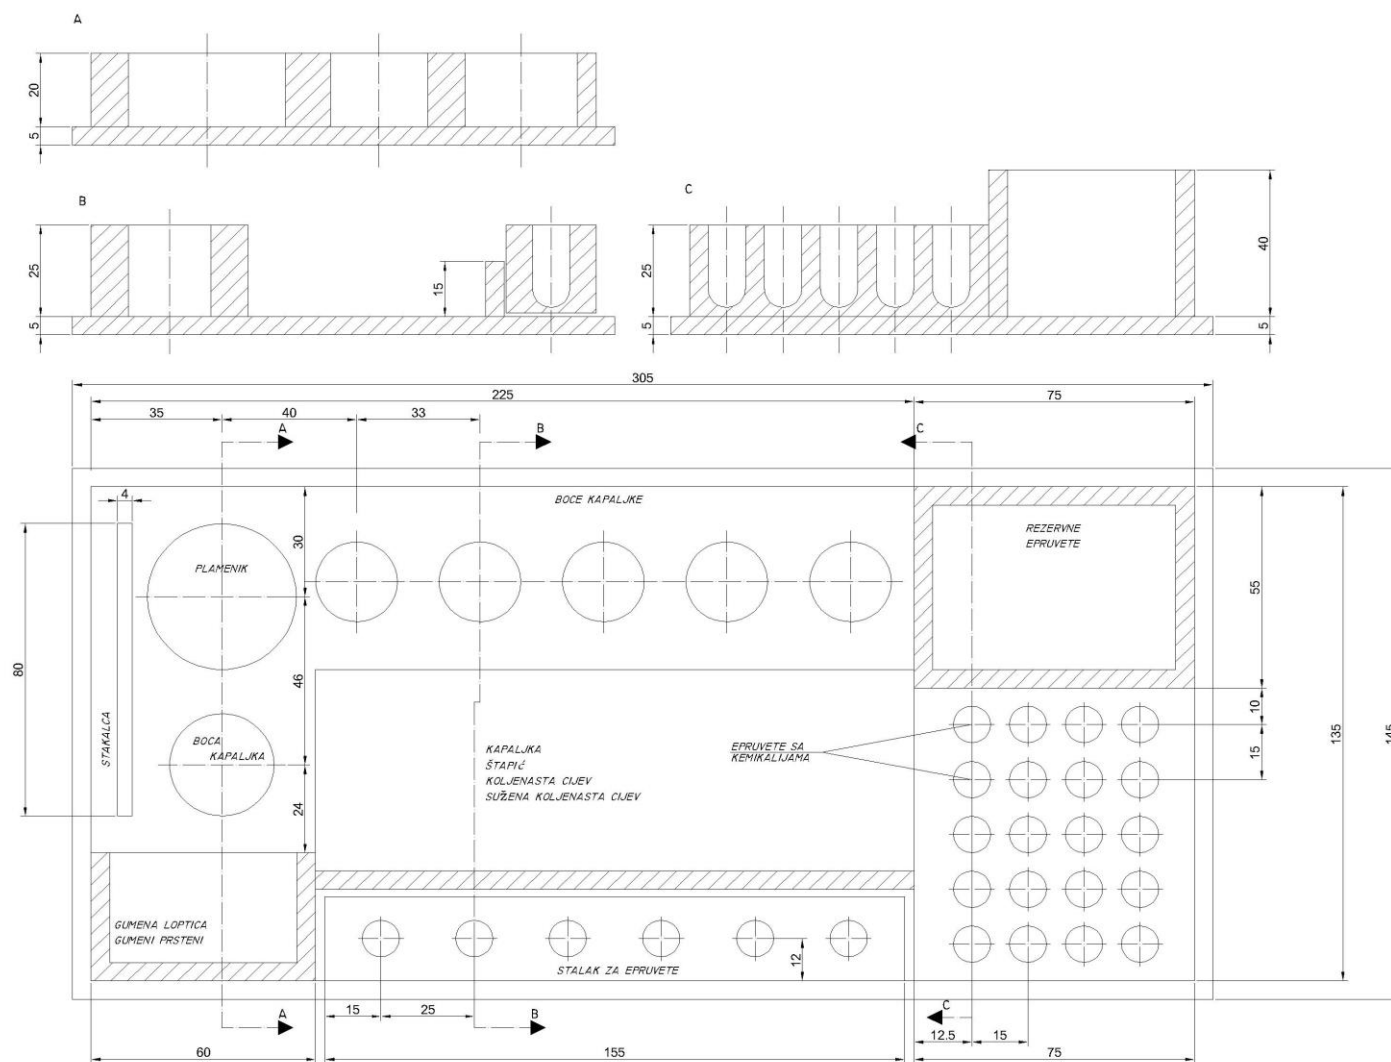 A
20
5
B
25
5
15
C
25
5
40
5
305
225
75
35
40
33
A
B
C
4
BOCE KAPALJKE
REZERVNE
EPRUVETE
PLAMENIK
30
55
80
46
10
STAKALCA
BOCA
KAPALJKA
KAPALJKA
ŠTAPIĆ
KOLJENASTA CIJEV
SUŽENA KOLJENASTA CIJEV
EPRUVETE SA
KEMIKALIJAMA
15
135
145
24
GUMENA LOPTICA
GUMENI PRSTENI
12
STALAK ZA EPRUVETE
A
15
25
B
C
12.5
15
60
155
75